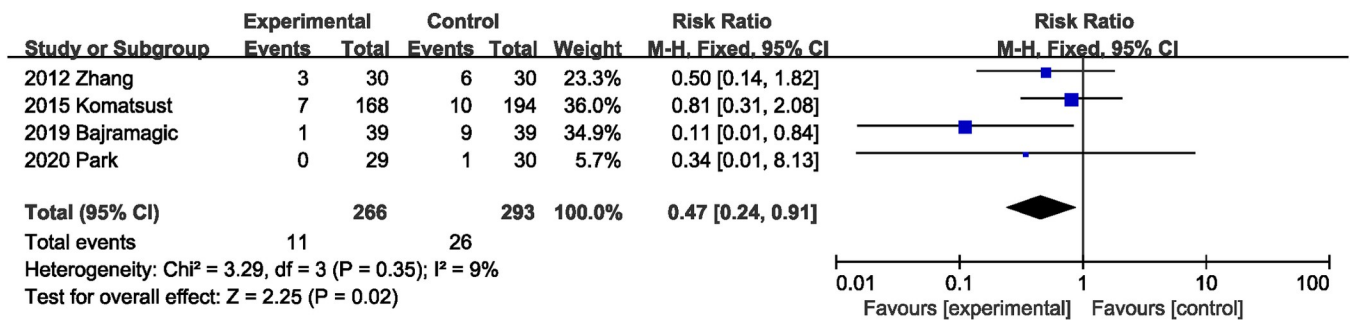 Experimental Control Risk Ratio Risk Ratio
Study or Subgroup Events Total Events Total Weight M-H, Fixed, 95% CI M-H, Fixed, 95% CI
2012 Zhang 3 30 6 30 23.3% 0.50 [0.14, 1.82]
2015 Komatsust 7 168 10 194 36.0% 0.81 [0.31, 2.08]
2019 Bajramagic 1 39 9 39 34.9% 0.11 [0.01, 0.84]
2020 Park 0 29 1 30 5.7% 0.34 [0.01, 8.13]
Total (95% CI) 266 293 100.0% 0.47 [0.24, 0.91]
Total events 11 26
Heterogeneity: Chi² = 3.29, df = 3 (P = 0.35); I² = 9%
Test for overall effect: Z = 2.25 (P = 0.02)
0.01 0.1 1 10 100
Favours [experimental] Favours [control]